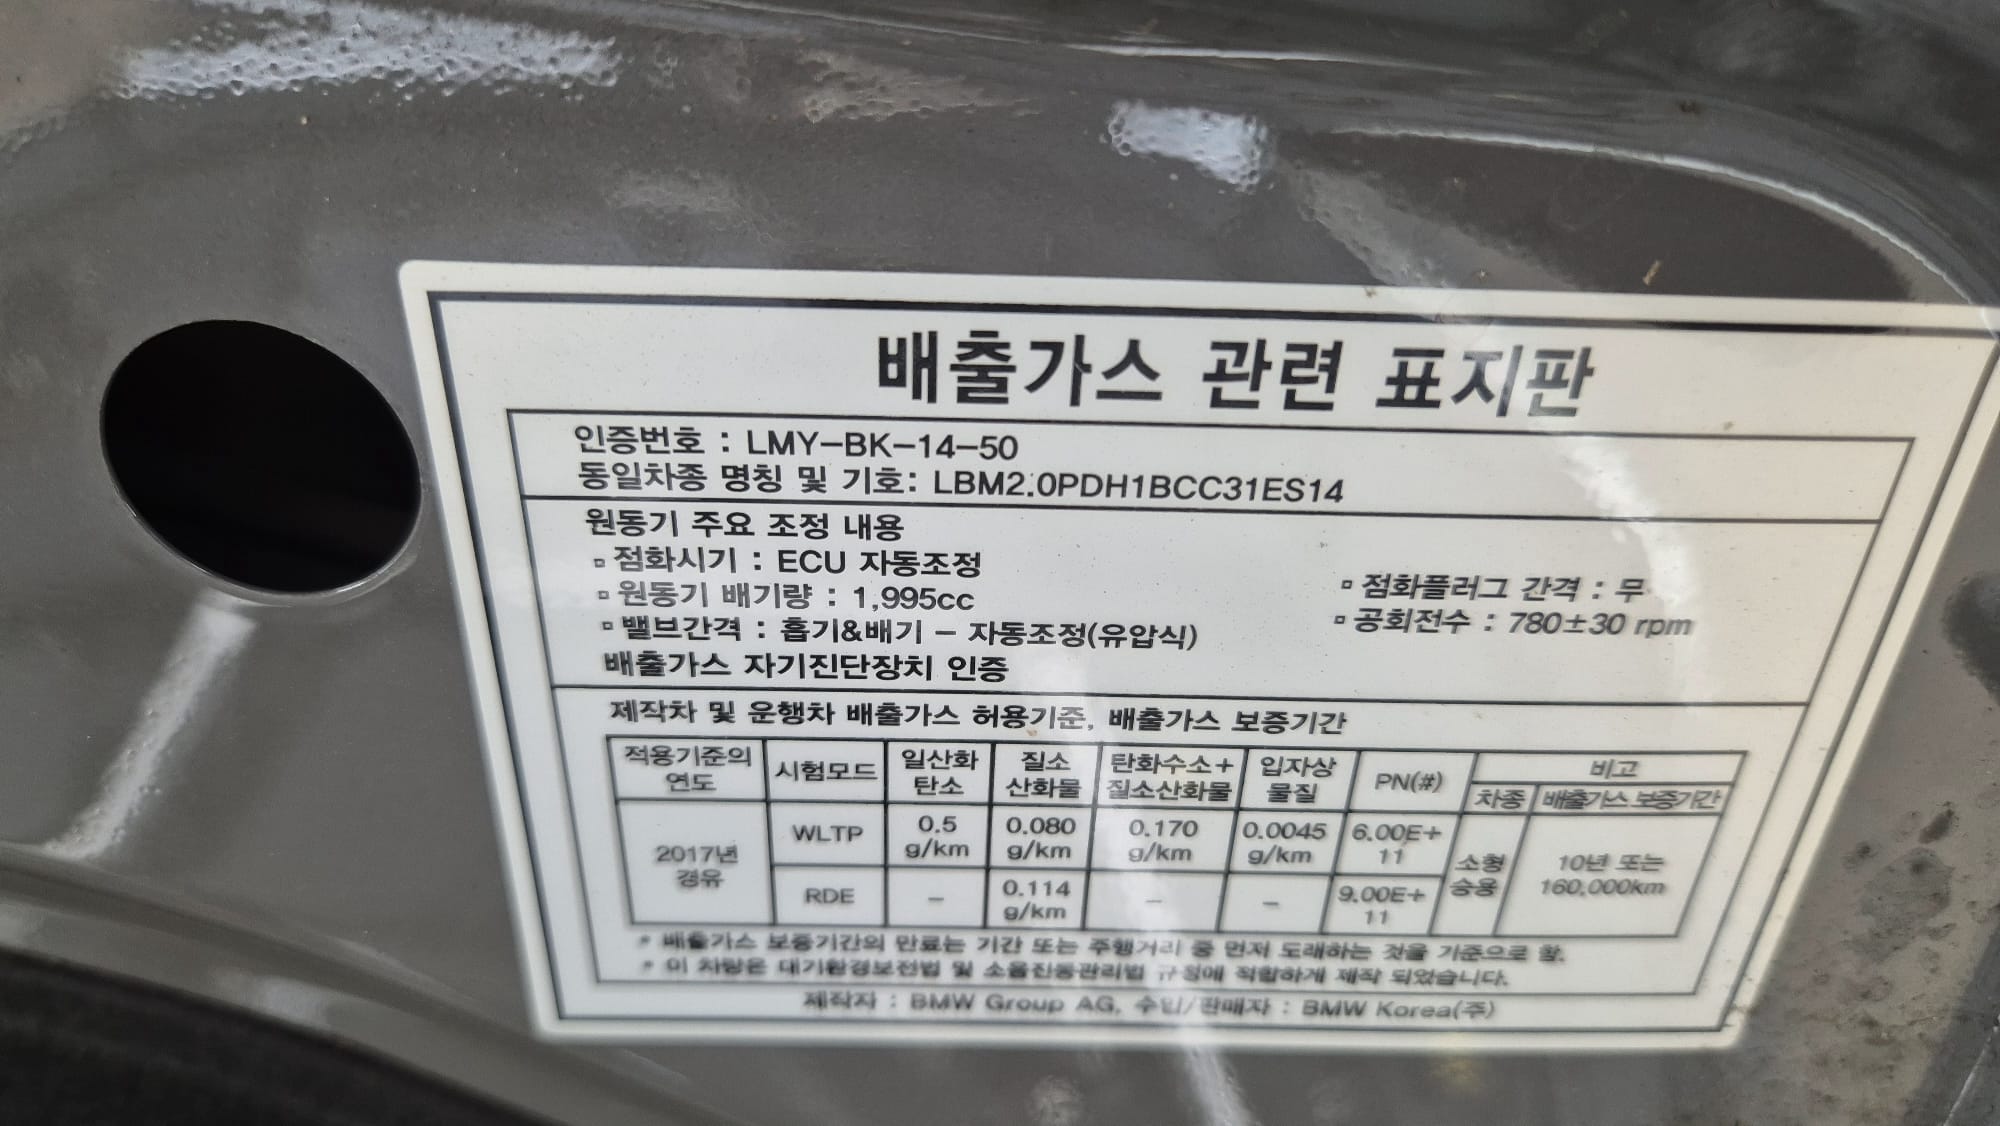 배출가스 관련 표지판
인증번호 : LMY-BK-14-50
동일차종 명칭 및 기호: LBM2.0PDH1BCC31ES14
원동기 주요 조정 내용
▫ 점화시기 : ECU 자동조정
▫ 원동기 배기량 : 1,995cc
▫ 밸브간격 : 흡기&배기 - 자동조정(유압식)
▫ 점화플러그 간격 : 무
▫ 공회전수 : 780±30 rpm
배출가스 자기진단장치 인증
제작차 및 운행차 배출가스 허용기준, 배출가스 보증기간
적용기준의 연도 시험모드 일산화탄소 질소산화물 탄화수소+질소산화물 입자상물질 PN(#) 비고
차종 배출가스 보증기간
2017년 경유 WLTP 0.5 g/km 0.080 g/km 0.170 g/km 0.0045 g/km 6.00E+11 소형승용 10년 또는 160,000km
RDE - 0.114 g/km - - 9.00E+11
* 배출가스 보증기간의 만료는 기간 또는 주행거리 중 먼저 도래하는 것을 기준으로 함.
* 이 차량은 대기환경보전법 및 소음진동관리법 규정에 적합하게 제작 되었습니다.
제작자 : BMW Group AG, 수입/판매자 : BMW Korea(주)